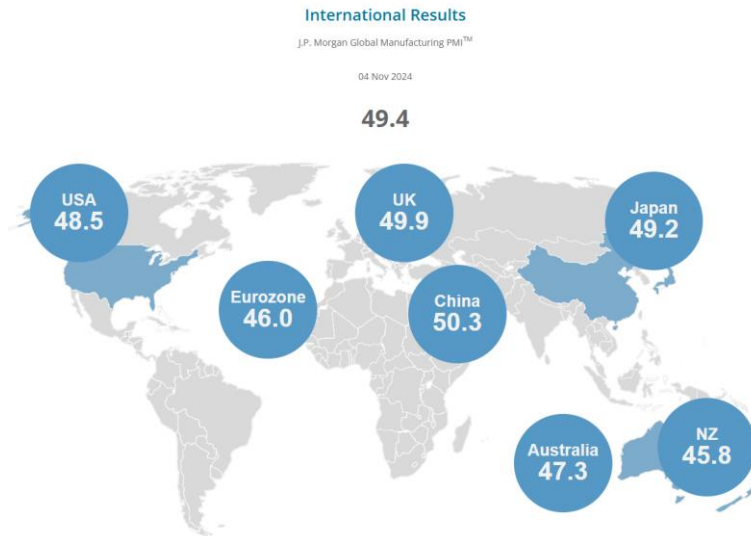 International Results
J.P. Morgan Global Manufacturing PMI™
04 Nov 2024
49.4
USA
48.5
UK
49.9
Japan
49.2
Eurozone
46.0
China
50.3
Australia
47.3
NZ
45.8